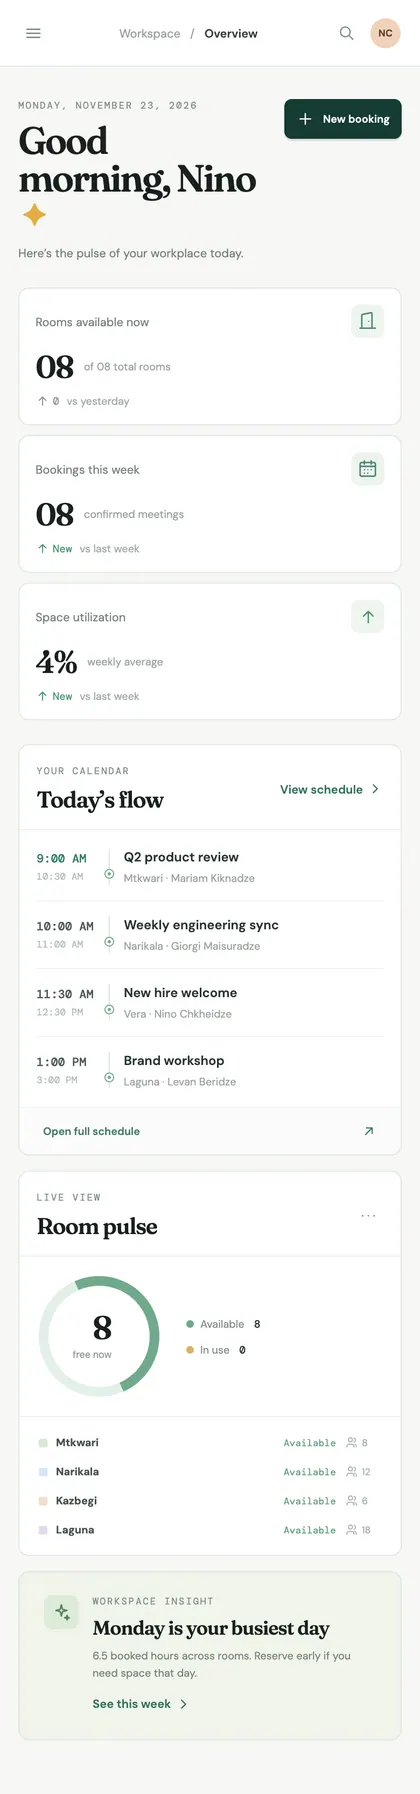 Workspace / Overview
NC
MONDAY, NOVEMBER 23, 2026
New booking
Good
morning, Nino
Here's the pulse of your workplace today.
Rooms available now
08 of 08 total rooms
↑ 0 vs yesterday
Bookings this week
08 confirmed meetings
↑ New vs last week
Space utilization
4% weekly average
↑ New vs last week
YOUR CALENDAR
Today's flow
View schedule
9:00 AM Q2 product review
10:30 AM Mtkwari · Mariam Kiknadze
10:00 AM Weekly engineering sync
11:00 AM Narikala · Giorgi Maisuradze
11:30 AM New hire welcome
12:30 PM Vera · Nino Chkheidze
1:00 PM Brand workshop
3:00 PM Laguna · Levan Beridze
Open full schedule
LIVE VIEW
Room pulse
...
8
free now
Available 8
In use 0
Mtkwari Available 8
Narikala Available 12
Kazbegi Available 6
Laguna Available 18
WORKSPACE INSIGHT
Monday is your busiest day
6.5 booked hours across rooms. Reserve early if you
need space that day.
See this week